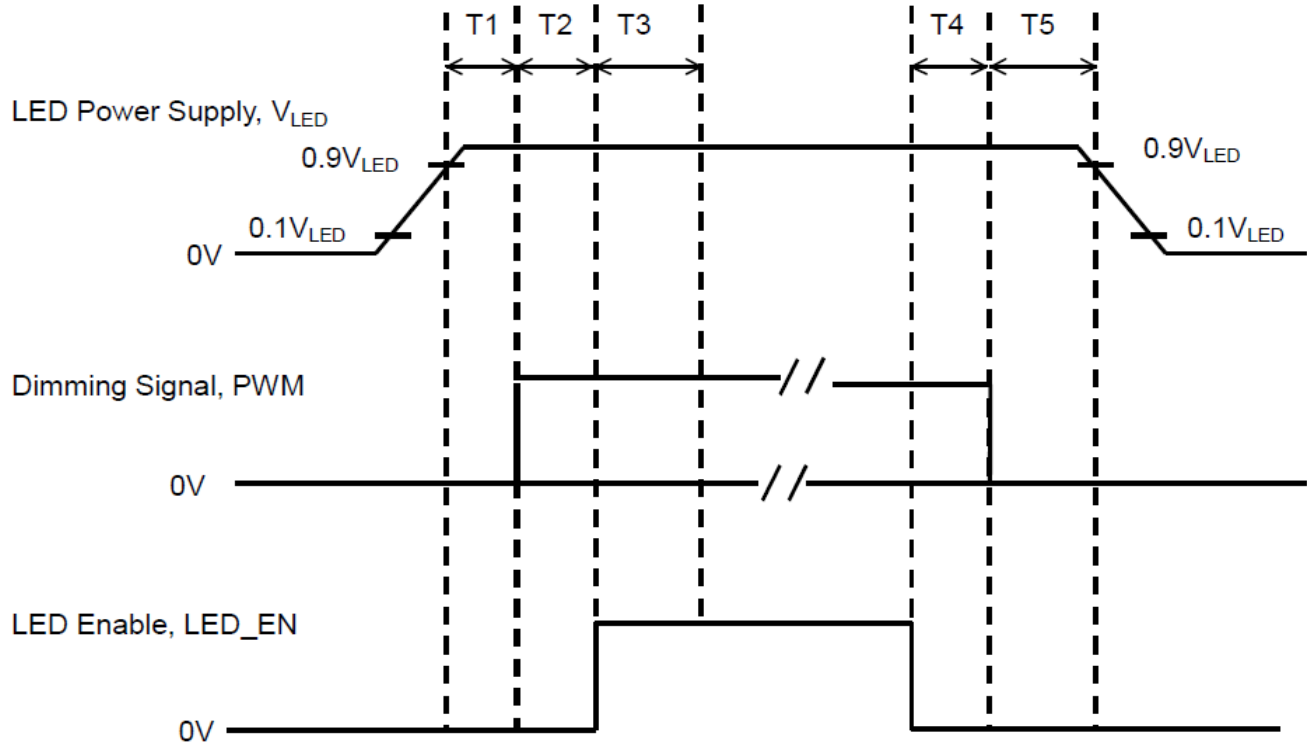 T1 T2 T3 T4 T5
LED Power Supply, VLED
0.9VLED 0.9VLED
0.1VLED 0.1VLED
0V
Dimming Signal, PWM
0V
LED Enable, LED_EN
0V